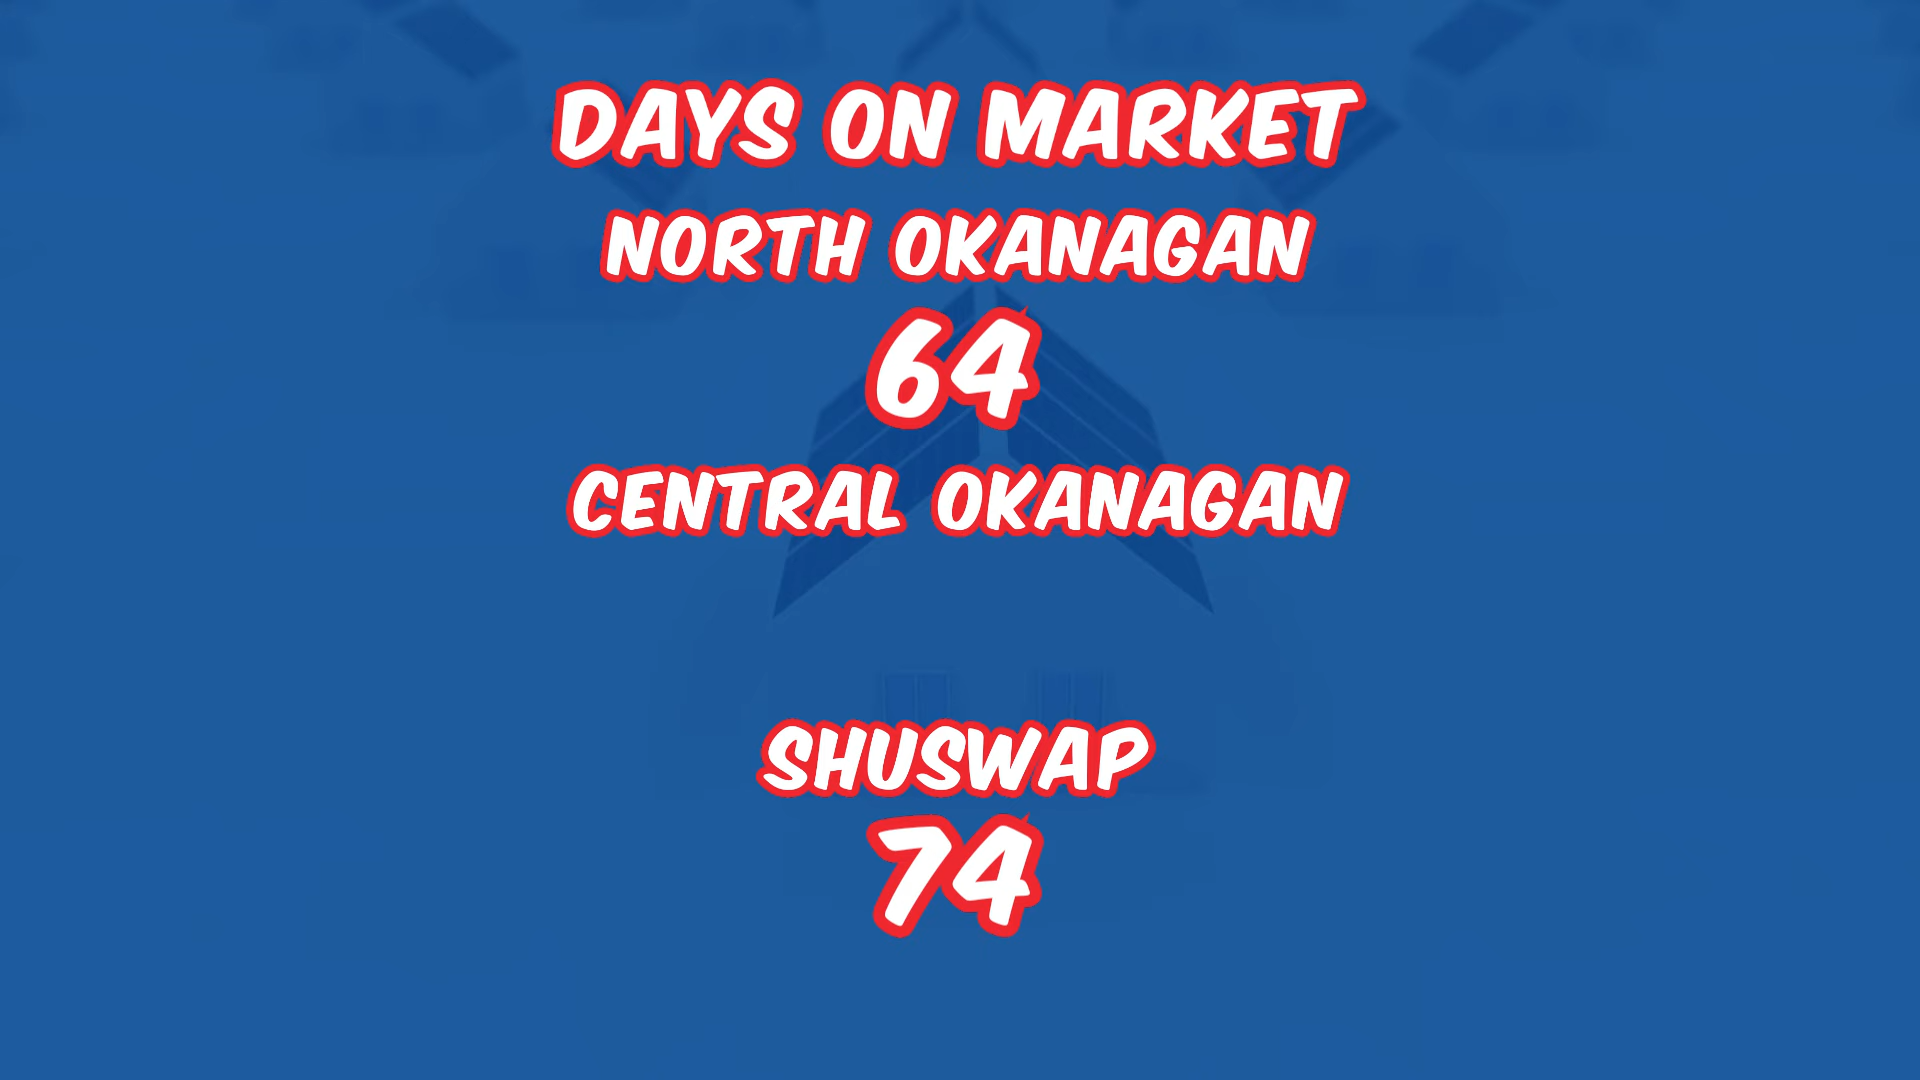 DAYS ON MARKET
NORTH OKANAGAN
64
CENTRAL OKANAGAN
SHUSWAP
74